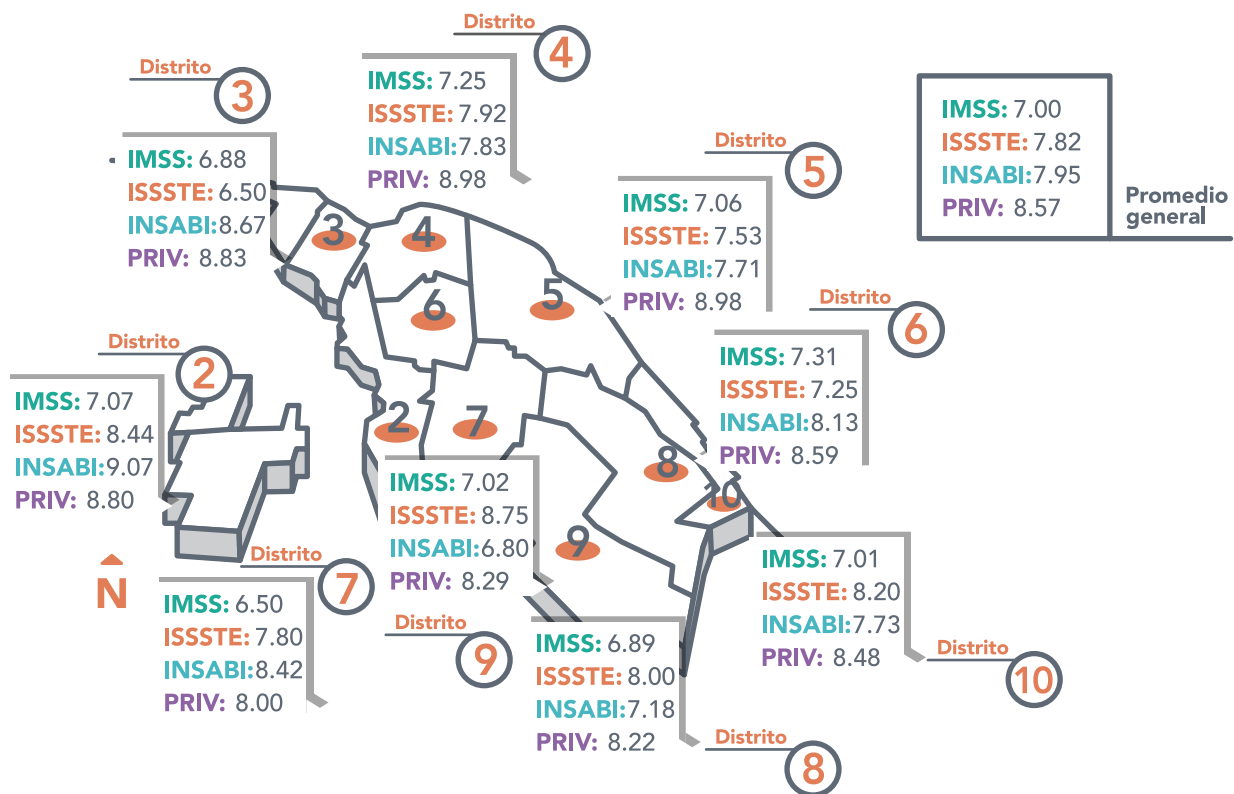 Distrito
3
IMSS: 6.88
ISSSTE: 6.50
INSABI:8.67
PRIV: 8.83
Distrito
4
IMSS: 7.25
ISSSTE: 7.92
INSABI:7.83
PRIV: 8.98
Distrito
5
IMSS: 7.06
ISSSTE: 7.53
INSABI:7.71
PRIV: 8.98
IMSS: 7.00
ISSSTE: 7.82
INSABI:7.95
PRIV: 8.57
Promedio
general
Distrito
6
IMSS: 7.31
ISSSTE: 7.25
INSABI:8.13
PRIV: 8.59
3
4
5
6
2
7
8
10
9
Distrito
2
IMSS: 7.07
ISSSTE: 8.44
INSABI:9.07
PRIV: 8.80
N
Distrito
7
IMSS: 6.50
ISSSTE: 7.80
INSABI:8.42
PRIV: 8.00
IMSS: 7.02
ISSSTE: 8.75
INSABI:6.80
PRIV: 8.29
Distrito
9
IMSS: 6.89
ISSSTE: 8.00
INSABI:7.18
PRIV: 8.22
Distrito
8
IMSS: 7.01
ISSSTE: 8.20
INSABI:7.73
PRIV: 8.48
Distrito
10